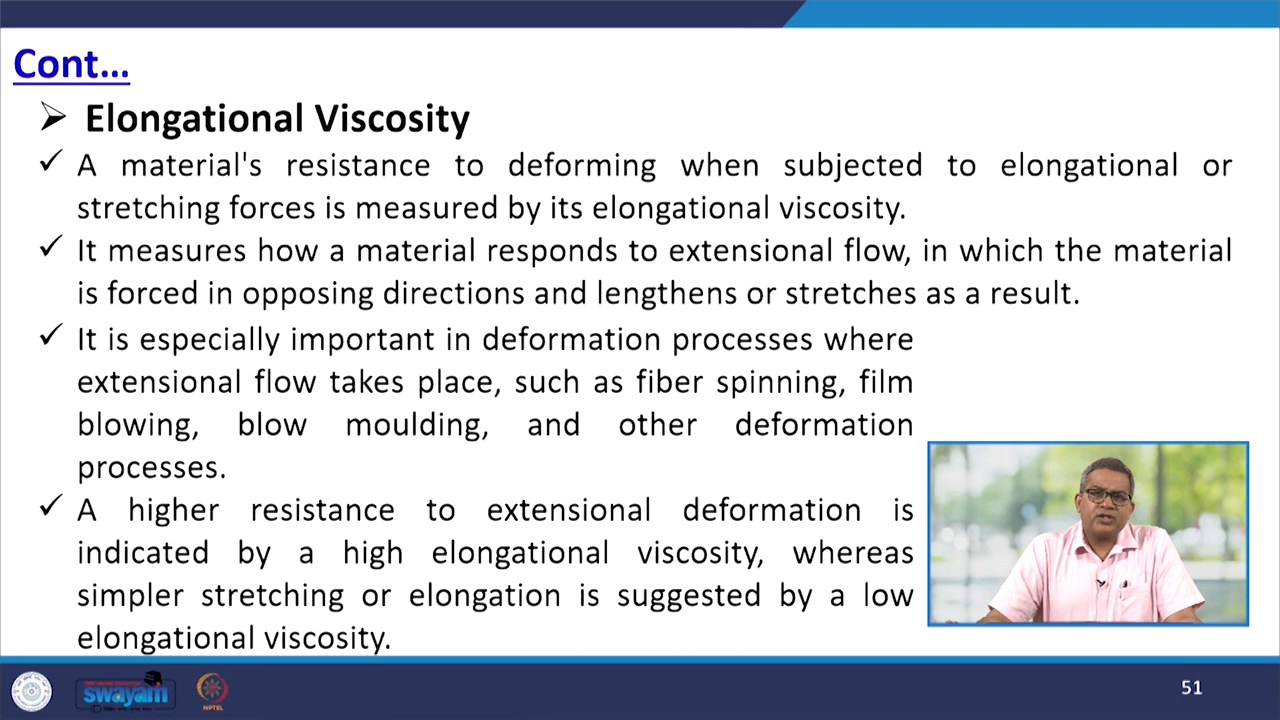 Cont...
Elongational Viscosity
A material's resistance to deforming when subjected to elongational or
stretching forces is measured by its elongational viscosity.
It measures how a material responds to extensional flow, in which the material
is forced in opposing directions and lengthens or stretches as a result.
It is especially important in deformation processes where
extensional flow takes place, such as fiber spinning, film
blowing, blow moulding, and other deformation
processes.
A higher resistance to extensional deformation is
indicated by a high elongational viscosity, whereas
simpler stretching or elongation is suggested by a low
elongational viscosity.
swayam
NPTEL
51